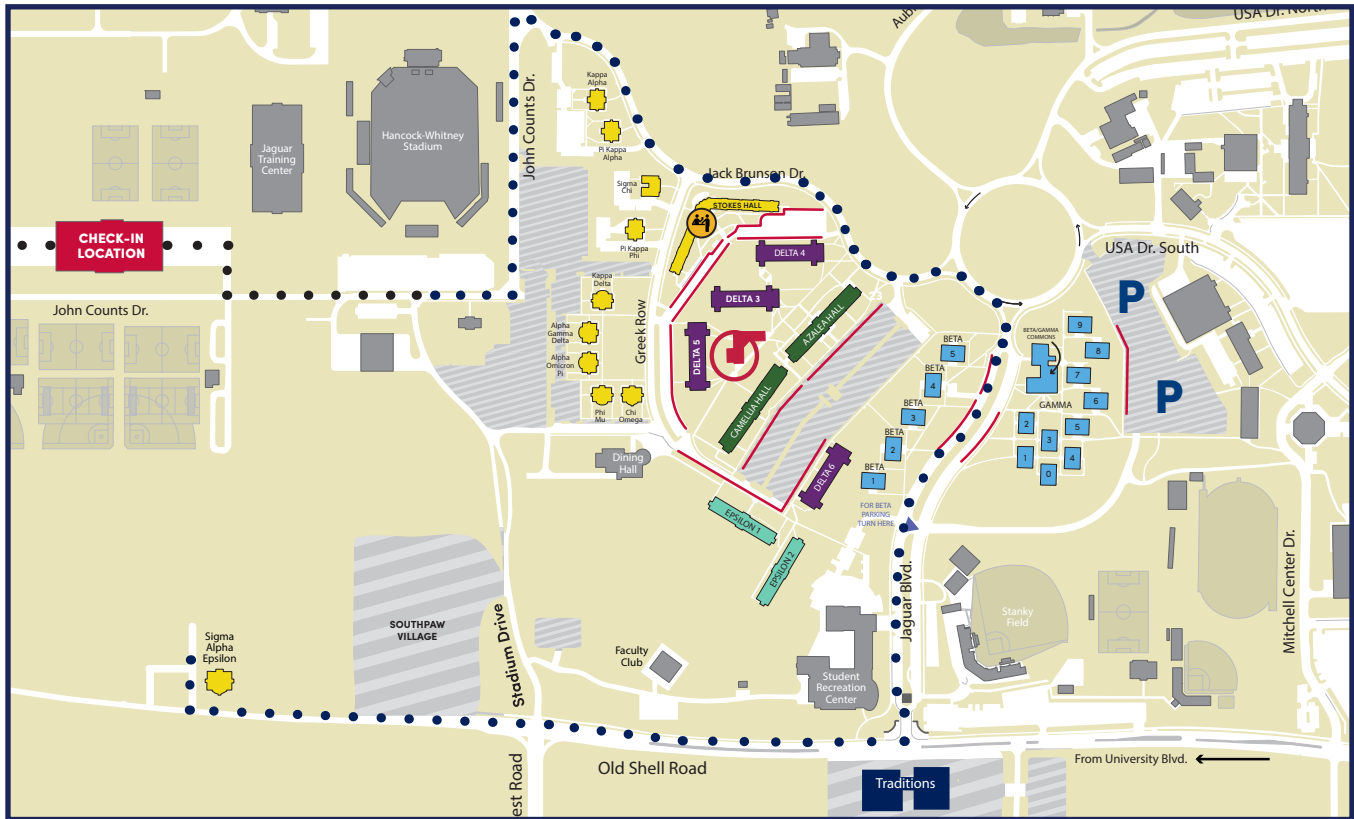 Aub
USA Dr. North
John Counts Dr.
Kappa
Alpha
Pi Kappa
Alpha
Hancock-Whitney
Stadium
Jaguar
Training
Center
Jack Brunson Dr.
Sigma
Chi
STOKES HALL
CHECK-IN
LOCATION
Pi Kappa
Phi
DELTA 4
USA Dr. South
P
Kappa
Delta
DELTA 3
John Counts Dr.
Greek Row
Alpha
Gamma
Delta
Alpha
Omicron
Pi
DELTA 5
AZALEA HALL
BETA
5
BETA/GAMMA
COMMONS
9
8
7
6
BETA
4
P
Phi
Mu
Chi
Omega
CAMELLIA HALL
BETA
3
GAMMA
2
5
3
BETA
2
1
4
0
Dining
Hall
DELTA 6
BETA
1
FOR BETA
PARKING
TURN HERE
EPSILON 1
EPSILON 2
Jaguar Blvd.
Stanky
Field
Mitchell Center Dr.
SOUTHPAW
VILLAGE
Stadium Drive
Sigma
Alpha
Epsilon
Faculty
Club
Student
Recreation
Center
Old Shell Road
est Road
From University Blvd.
Traditions